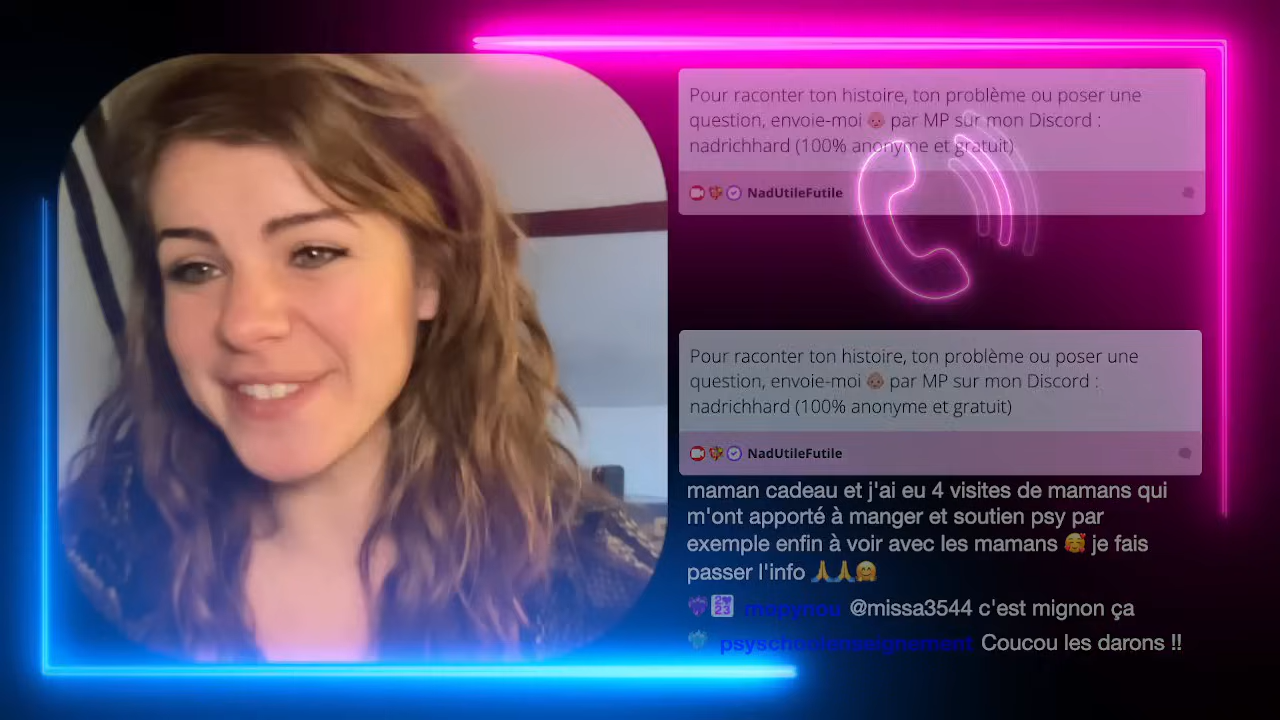 Pour raconter ton histoire, ton problème ou poser une
question, envoie-moi 👶🏼 par MP sur mon Discord :
nadrichhard (100% anonyme et gratuit)
NadUtileFutile
Pour raconter ton histoire, ton problème ou poser une
question, envoie-moi 👶🏼 par MP sur mon Discord :
nadrichhard (100% anonyme et gratuit)
NadUtileFutile
maman cadeau et j'ai eu 4 visites de mamans qui
m'ont apporté à manger et soutien psy par
exemple enfin à voir avec les mamans 🥰 je fais
passer l'info 🙏🙏🤗
mopynou @missa3544 c'est mignon ça
Coucou les darons !!